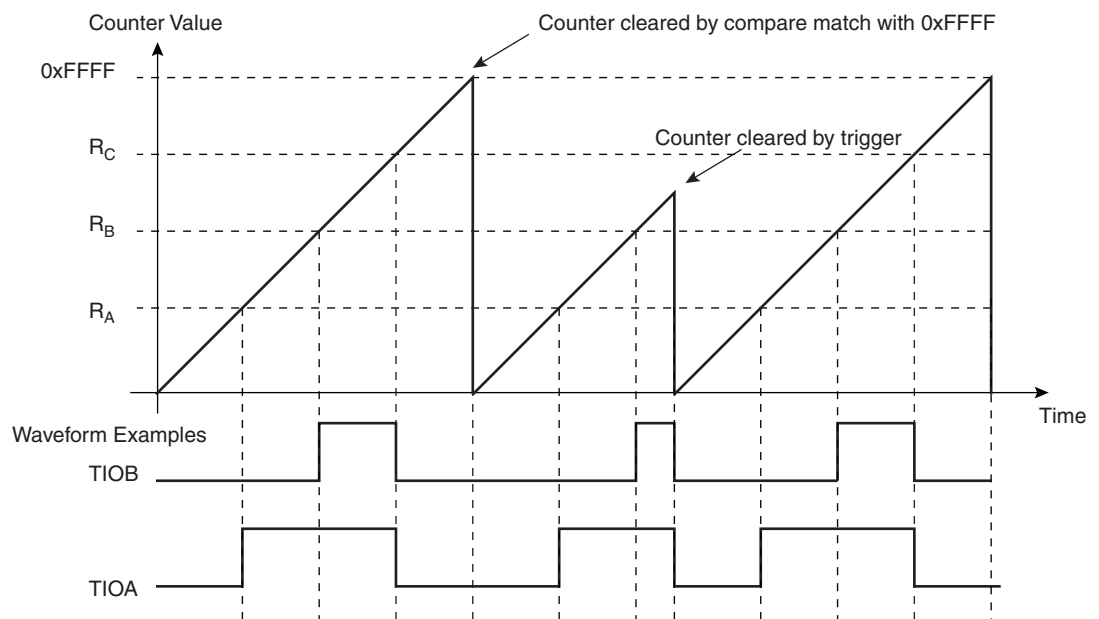 Counter Value
Counter cleared by compare match with 0xFFFF
0xFFFF
RC
Counter cleared by trigger
RB
RA
Time
Waveform Examples
TIOB
TIOA